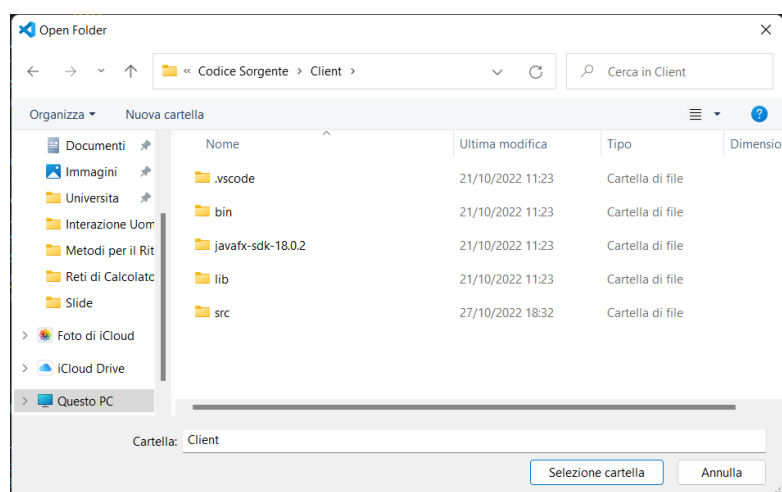 Open Folder
« Codice Sorgente > Client >
Cerca in Client
Organizza Nuova cartella
Nome Ultima modifica Tipo Dimensio
Documenti
Immagini
Universita
Interazione Uom
Metodi per il Rit
Reti di Calcolato
Slide
Foto di iCloud
iCloud Drive
Questo PC
.vscode 21/10/2022 11:23 Cartella di file
bin 21/10/2022 11:23 Cartella di file
javafx-sdk-18.0.2 21/10/2022 11:23 Cartella di file
lib 21/10/2022 11:23 Cartella di file
src 27/10/2022 18:32 Cartella di file
Cartella: Client
Selezione cartella Annulla